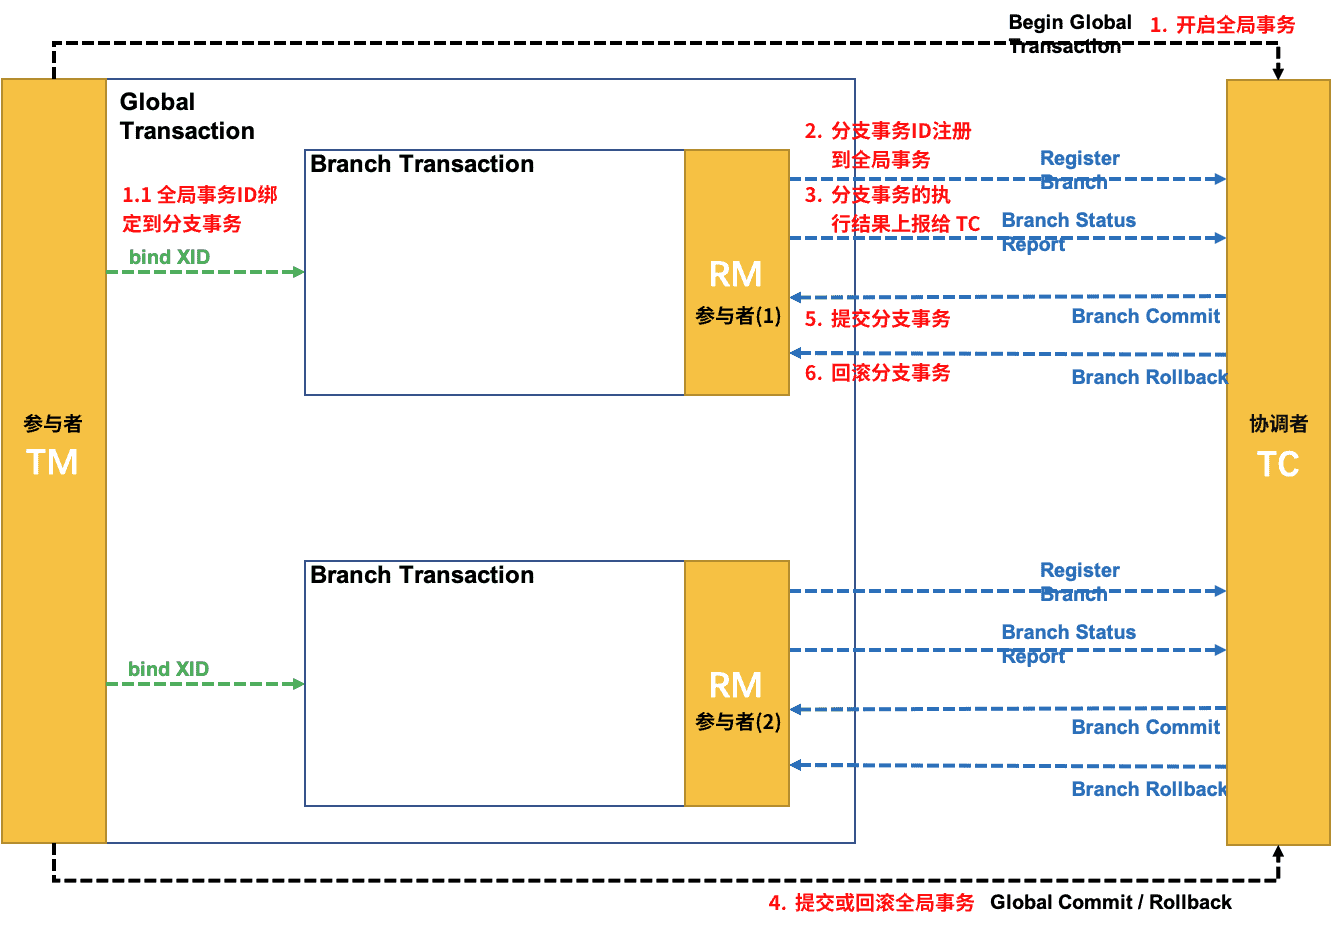 Begin Global
Transaction
1. 开启全局事务
Global
Transaction
Branch Transaction
1.1 全局事务ID绑
定到分支事务
bind XID
RM
参与者(1)
2. 分支事务ID注册
到全局事务
Register
Branch
3. 分支事务的执
行结果上报给 TC
Branch Status
Report
5. 提交分支事务
Branch Commit
6. 回滚分支事务
Branch Rollback
参与者
TM
协调者
TC
Branch Transaction
bind XID
RM
参与者(2)
Register
Branch
Branch Status
Report
Branch Commit
Branch Rollback
4. 提交或回滚全局事务
Global Commit / Rollback